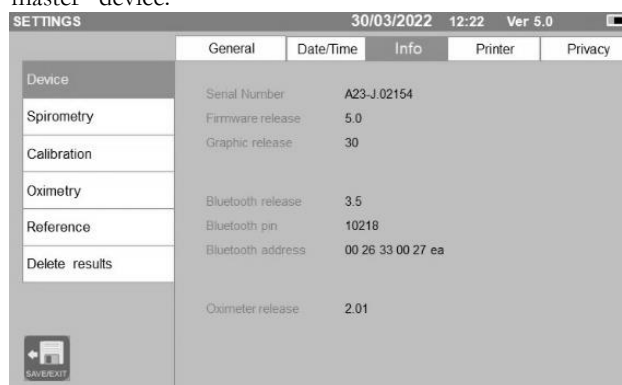 master device.
SETTINGS 30/03/2022 12:22 Ver 5.0
General Date/Time Info Printer Privacy
Device
Spirometry
Calibration
Oximetry
Reference
Delete results
Serial Number A23-J.02154
Firmware release 5.0
Graphic release 30
Bluetooth release 3.5
Bluetooth pin 10218
Bluetooth address 00 26 33 00 27 ea
Oximeter release 2.01
SAVE/EXIT